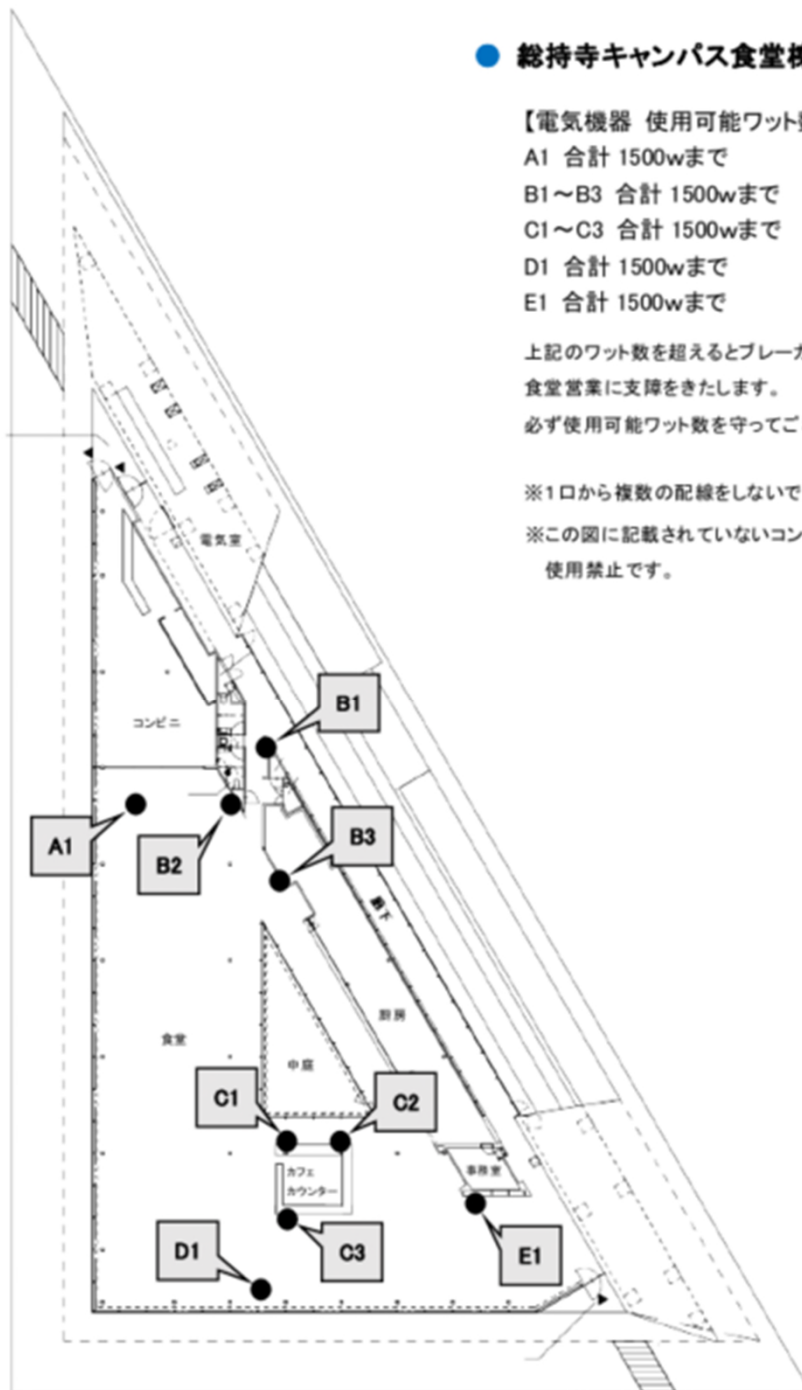 ● 総持寺キャンパス食堂
【電気機器 使用可能ワット
A1 合計 1500wまで
B1～B3 合計 1500wまで
C1～C3 合計 1500wまで
D1 合計 1500wまで
E1 合計 1500wまで
上記のワット数を超えるとブレーカ
食堂営業に支障をきたします。
必ず使用可能ワット数を守ってご
※1口から複数の配線をしないで
※この図に記載されていないコン
使用禁止です。
電気室
B1
コンビニ
A1
B2
B3
廊下
厨房
食堂
中庭
C1
C2
カフェ
カウンター
事務室
D1
C3
E1